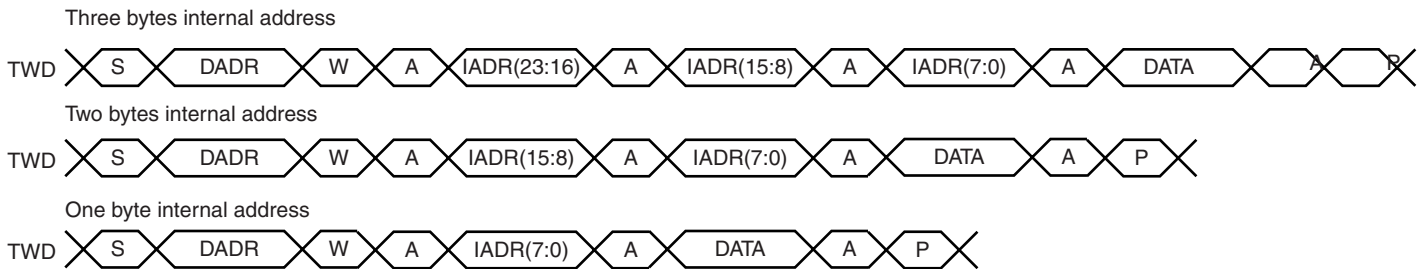 Three bytes internal address
TWD S DADR W A IADR(23:16) A IADR(15:8) A IADR(7:0) A DATA A P
Two bytes internal address
TWD S DADR W A IADR(15:8) A IADR(7:0) A DATA A P
One byte internal address
TWD S DADR W A IADR(7:0) A DATA A P